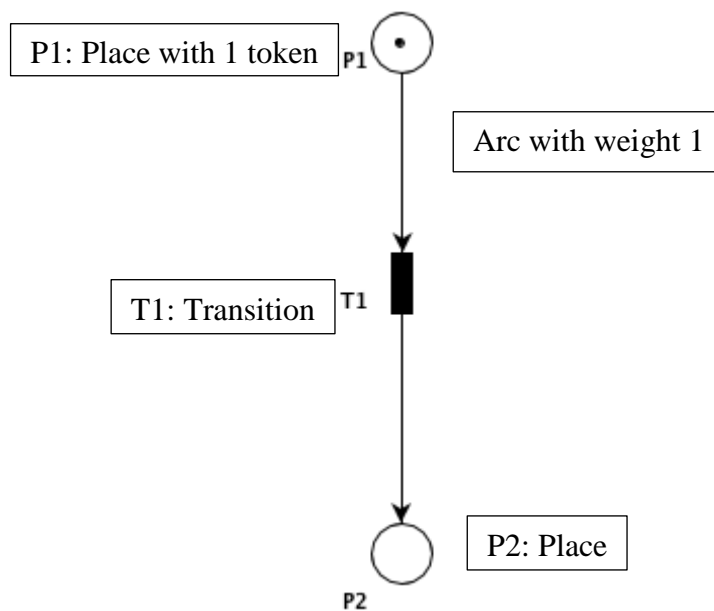 P1: Place with 1 token
P1
Arc with weight 1
T1: Transition
T1
P2: Place
P2